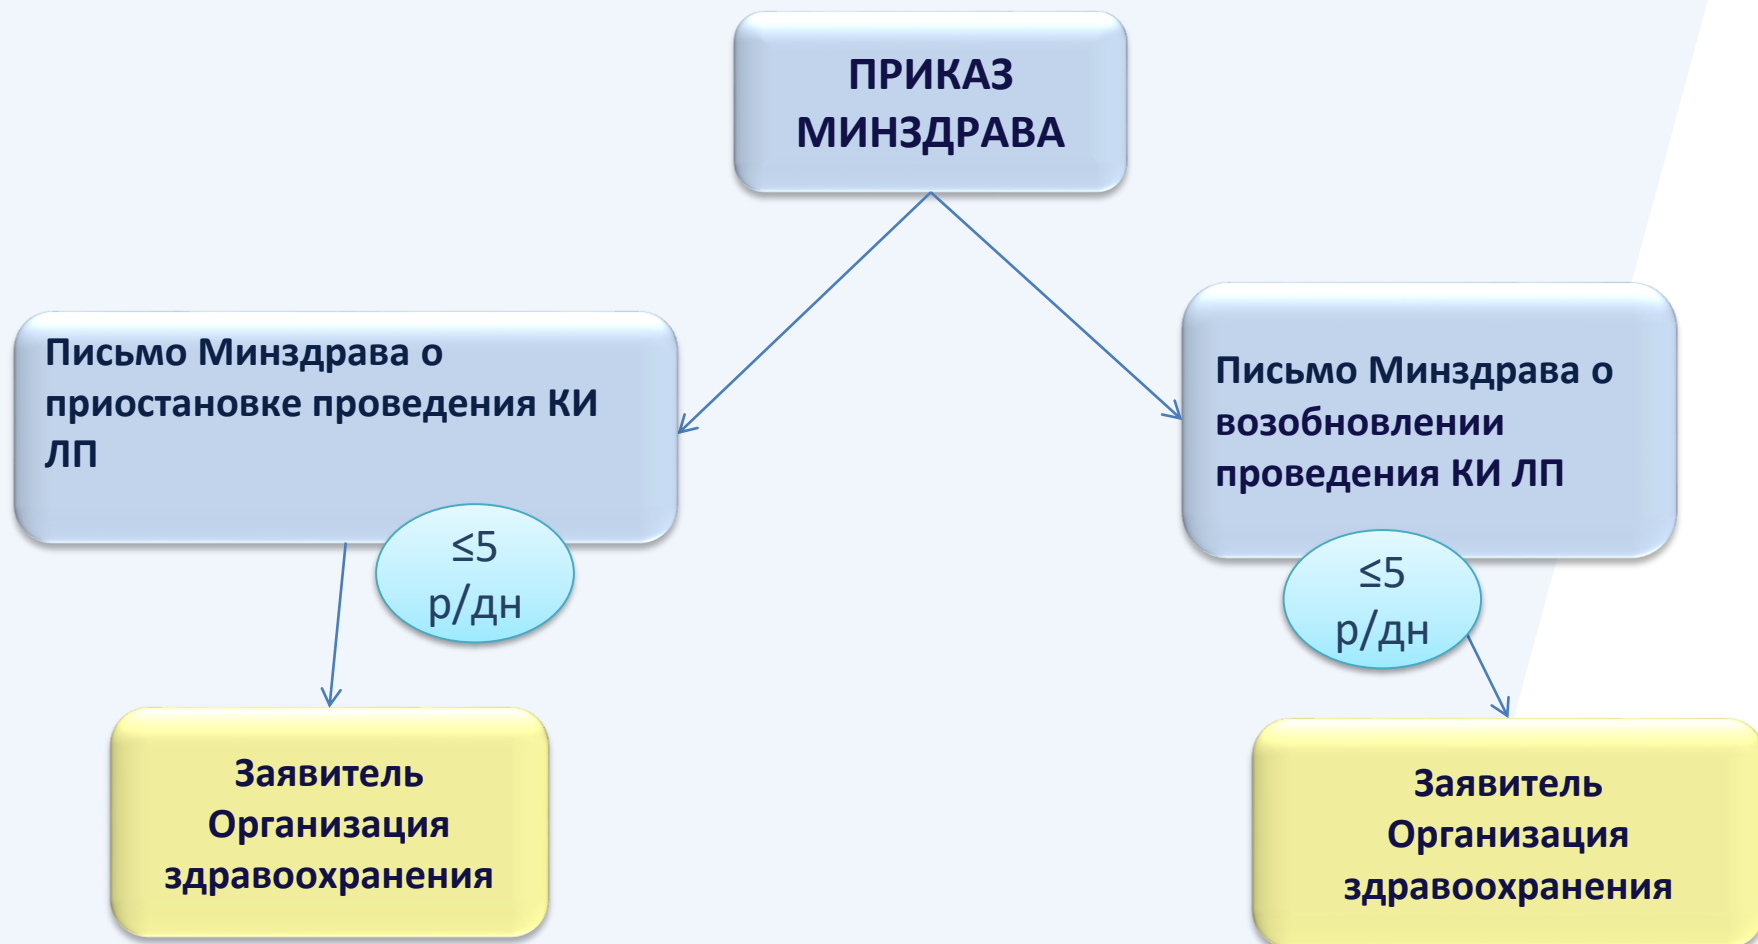 ПРИКАЗ
МИНЗДРАВА
Письмо Минздрава о
приостановке проведения КИ
ЛП
≤5
р/дн
Письмо Минздрава о
возобновлении
проведения КИ ЛП
≤5
р/дн
Заявитель
Организация
здравоохранения
Заявитель
Организация
здравоохранения